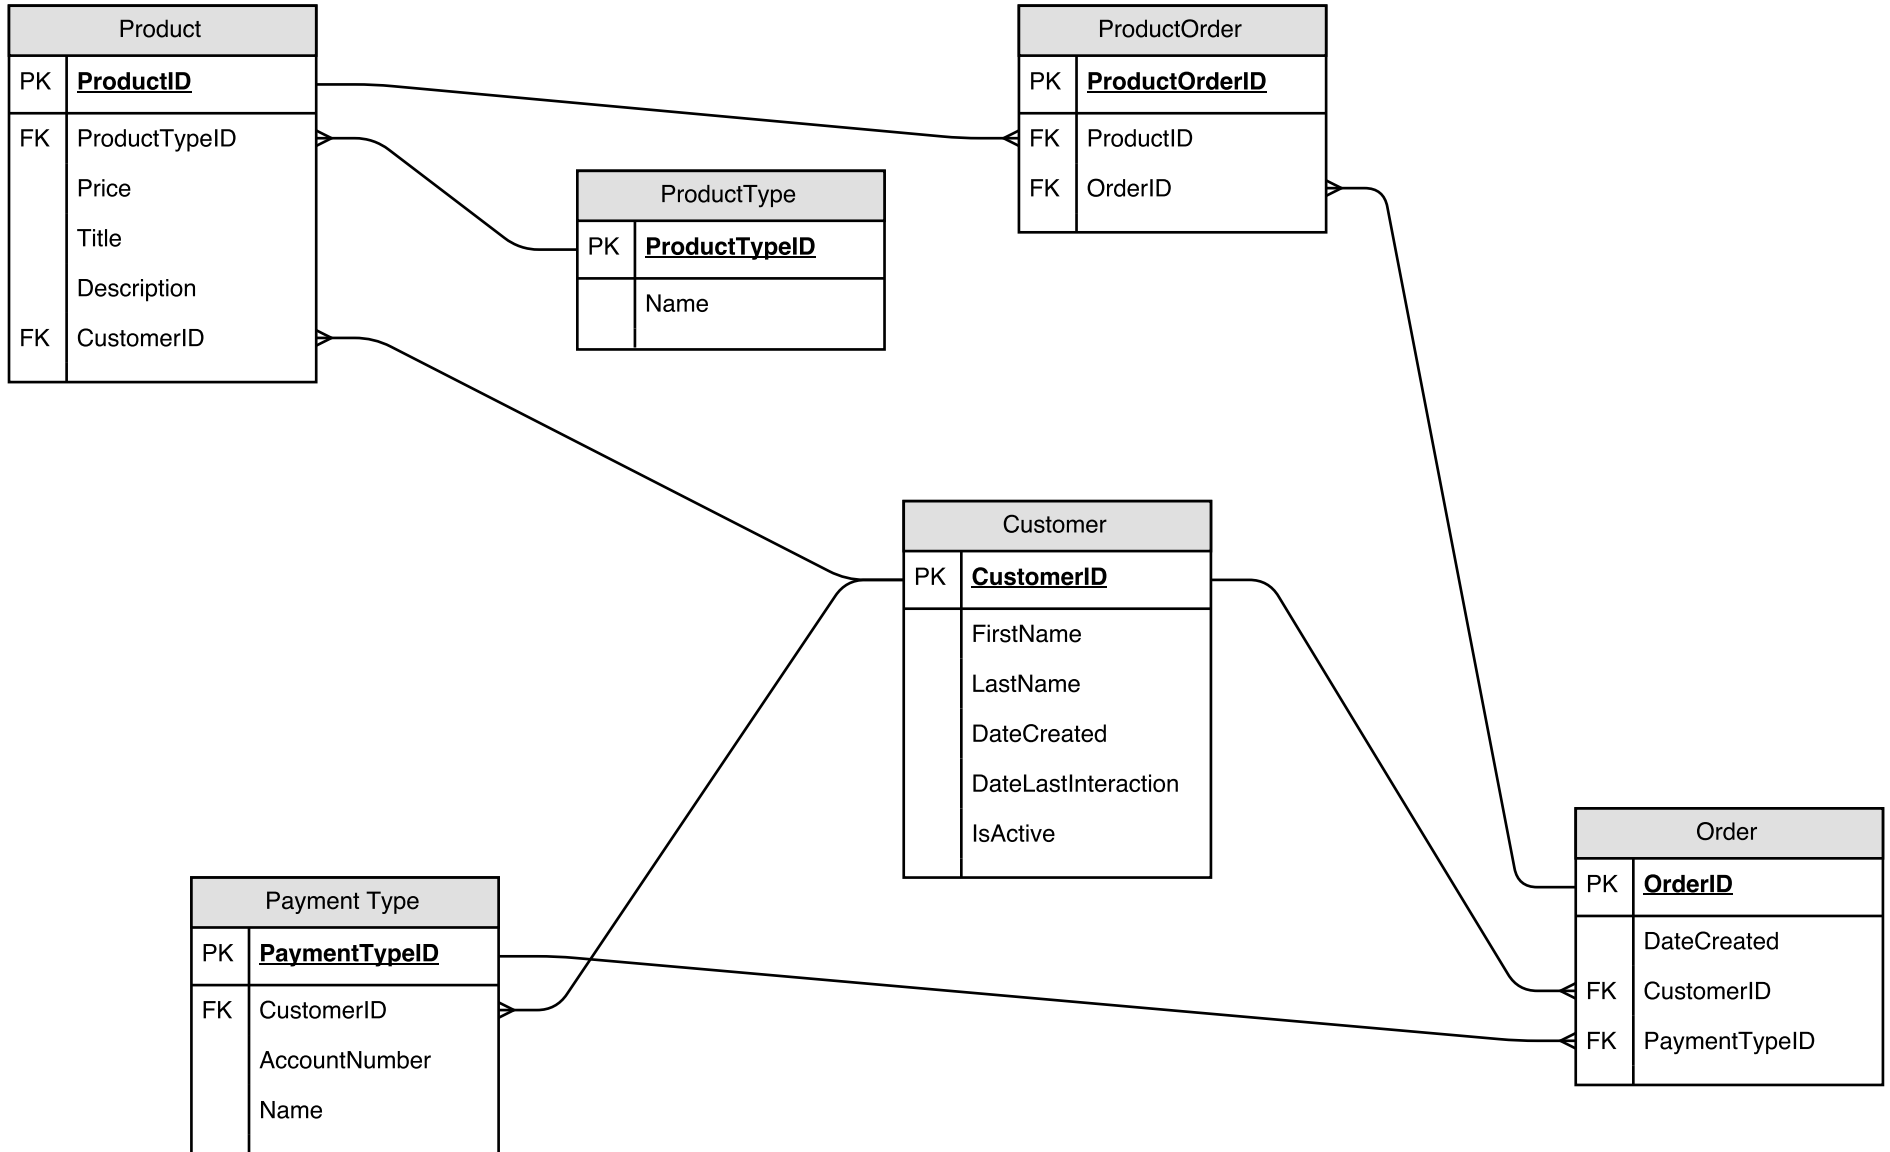 Product
PK ProductID
FK ProductTypeID
Price
Title
Description
FK CustomerID
ProductOrder
PK ProductOrderID
FK ProductID
FK OrderID
ProductType
PK ProductTypeID
Name
Customer
PK CustomerID
FirstName
LastName
DateCreated
DateLastInteraction
IsActive
Payment Type
PK PaymentTypeID
FK CustomerID
AccountNumber
Name
Order
PK OrderID
DateCreated
FK CustomerID
FK PaymentTypeID